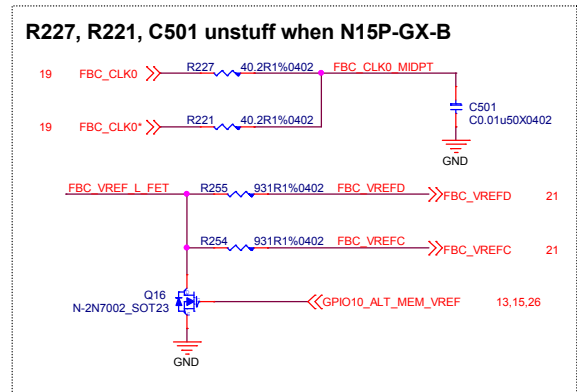 R227, R221, C501 unstuff when N15P-GX-B
19 FBC_CLK0 R227 40.2R1%0402 FBC_CLK0_MIDPT
C501
C0.01u50X0402
19 FBC_CLK0* R221 40.2R1%0402
GND
FBC_VREF_L_FET R255 931R1%0402 FBC_VREFD FBC_VREFD 21
R254 931R1%0402 FBC_VREFC FBC_VREFC 21
Q16
N-2N7002_SOT23
GPIO10_ALT_MEM_VREF 13,15,26
GND